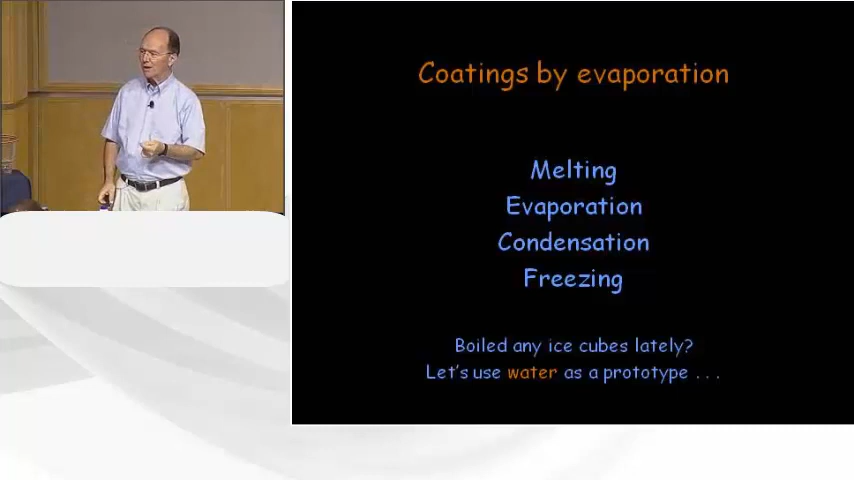 Coatings by evaporation
Melting
Evaporation
Condensation
Freezing
Boiled any ice cubes lately?
Let's use water as a prototype . . .